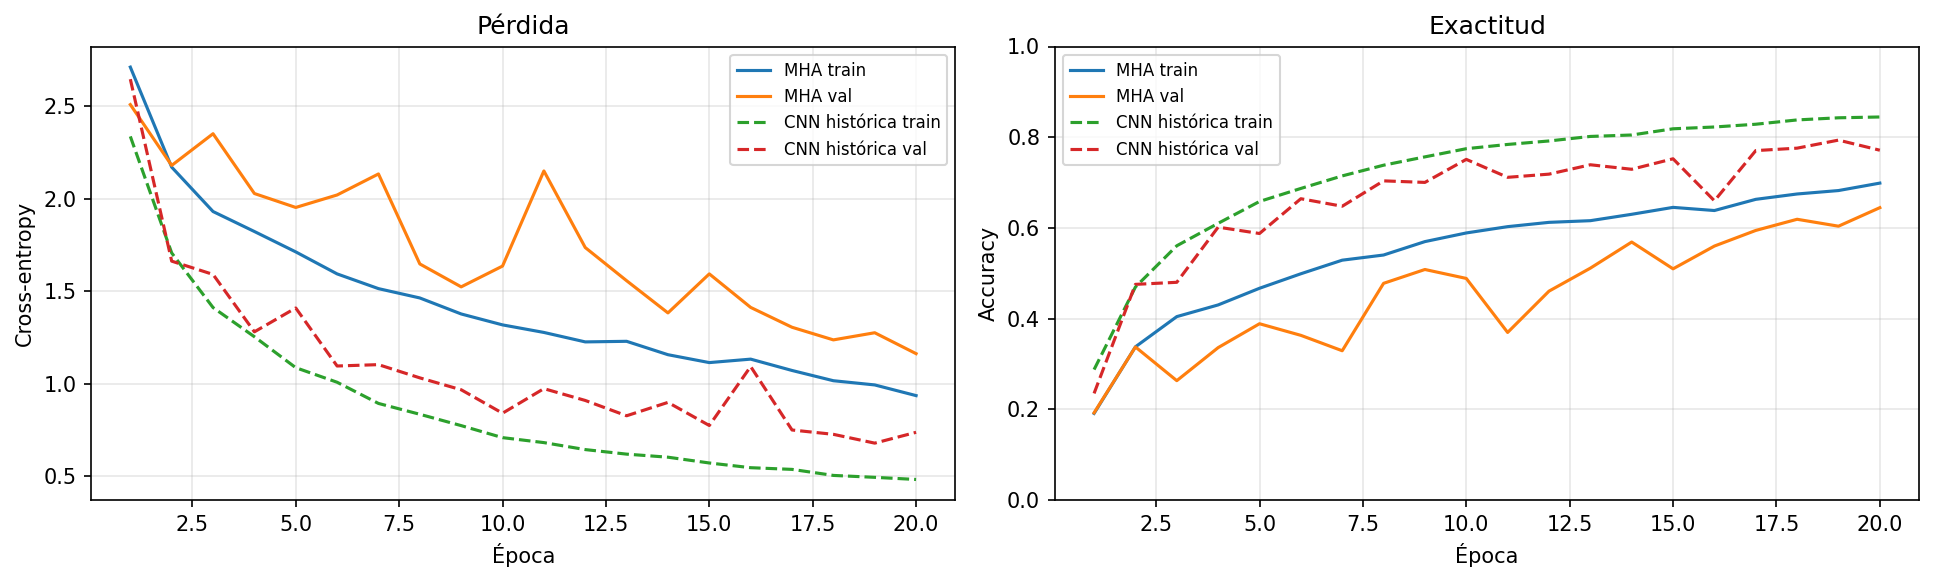 Pérdida
Cross-entropy
2.5
2.0
1.5
1.0
0.5
MHA train
MHA val
CNN histórica train
CNN histórica val
2.5 5.0 7.5 10.0 12.5 15.0 17.5 20.0
Época
Exactitud
Accuracy
1.0
0.8
0.6
0.4
0.2
0.0
MHA train
MHA val
CNN histórica train
CNN histórica val
2.5 5.0 7.5 10.0 12.5 15.0 17.5 20.0
Época